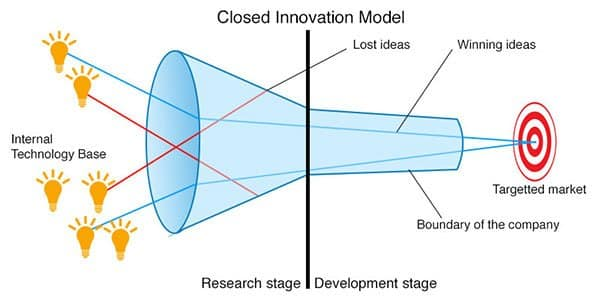 Closed Innovation Model
Lost ideas
Winning ideas
Internal
Technology Base
Targetted market
Boundary of the company
Research stage
Development stage